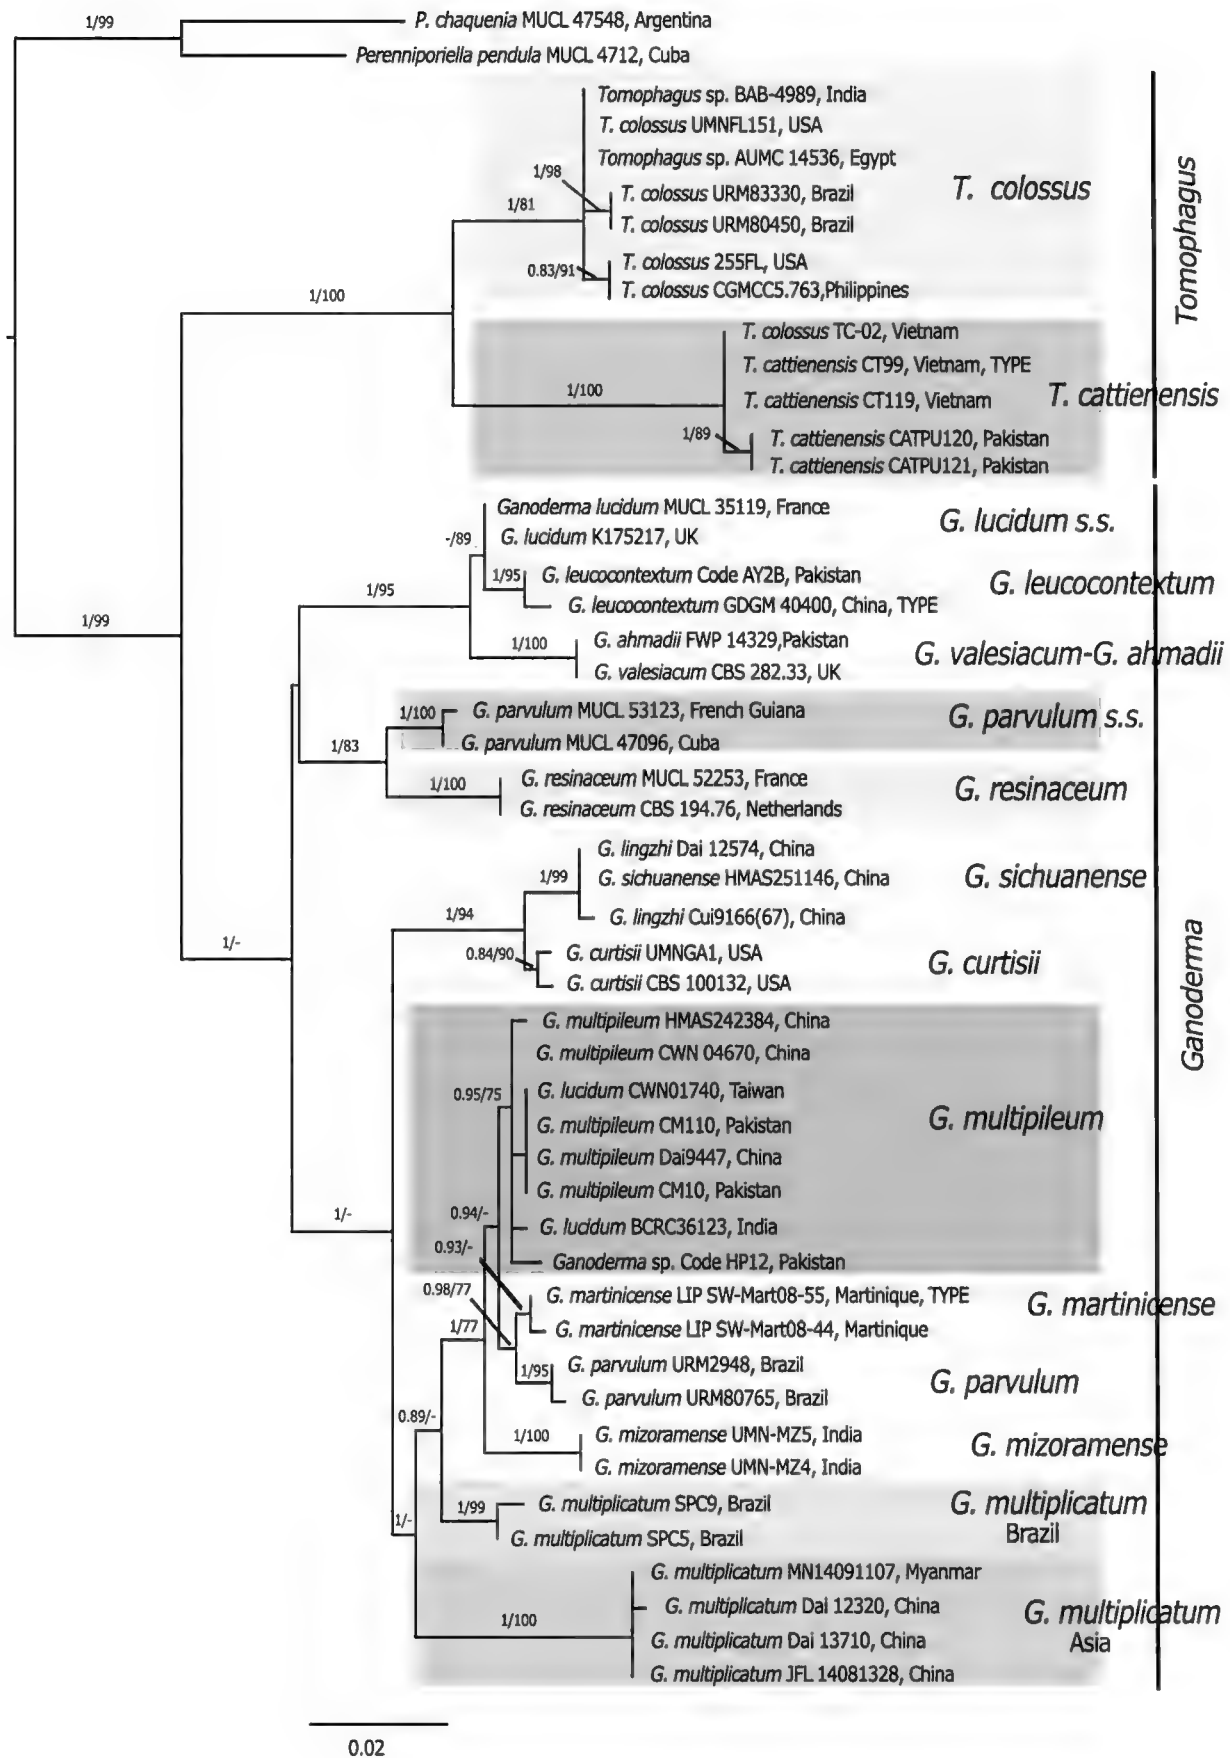 1/99
P. chaquenia MUCL 47548, Argentina
Perenniporiella pendula MUCL 4712, Cuba
Tomophagus sp. BAB-4989, India
T. colossus UMNFL151, USA
Tomophagus sp. AUMC 14536, Egypt
1/98
T. colossus URM83330, Brazil
T. colossus
1/81
T. colossus URM80450, Brazil
Tomophagus
T. colossus 255FL, USA
0.83/91
T. colossus CGMCC5.763,Philippines
1/100
T. colossus TC-02, Vietnam
T. cattienensis CT99, Vietnam, TYPE
1/100
T. cattienensis CT119, Vietnam
T. cattienensis
1/89
T. cattienensis CATPU120, Pakistan
T. cattienensis CATPU121, Pakistan
Ganoderma lucidum MUCL 35119, France
G. lucidum s.s.
-/89
G. lucidum K175217, UK
1/95
G. leucocontextum Code AY2B, Pakistan
G. leucocontextum
1/95
G. leucocontextum GDGM 40400, China, TYPE
1/99
1/100
G. ahmadii FWP 14329,Pakistan
G. valesiacum-G. ahmadii
G. valesiacum CBS 282.33, UK
1/100
G. parvulum MUCL 53123, French Guiana
G. parvulum s.s.
1/83
G. parvulum MUCL 47096, Cuba
1/100
G. resinaceum MUCL 52253, France
G. resinaceum
G. resinaceum CBS 194.76, Netherlands
G. lingzhi Dai 12574, China
1/99
G. sichuanense HMAS251146, China
G. sichuanense
1/94
G. lingzhi Cui9166(67), China
1/-
0.84/90
G. curtisii UMNGA1, USA
G. curtisii
G. curtisii CBS 100132, USA
Ganoderma
G. multipileum HMAS242384, China
G. multipileum CWN 04670, China
0.95/75
G. lucidum CWN01740, Taiwan
G. multipileum CM110, Pakistan
G. multipileum
G. multipileum Dai9447, China
G. multipileum CM10, Pakistan
1/-
0.94/-
G. lucidum BCRC36123, India
0.93/-
Ganoderma sp. Code HP12, Pakistan
0.98/77
G. martinicense LIP SW-Mart08-55, Martinique, TYPE
G. martinicense
1/77
G. martinicense LIP SW-Mart08-44, Martinique
1/95
G. parvulum URM2948, Brazil
G. parvulum
G. parvulum URM80765, Brazil
0.89/-
1/100
G. mizoramense UMN-MZ5, India
G. mizoramense
G. mizoramense UMN-MZ4, India
1/99
G. multiplicatum SPC9, Brazil
G. multiplicatum
Brazil
1/-
G. multiplicatum SPC5, Brazil
G. multiplicatum MN14091107, Myanmar
1/100
G. multiplicatum Dai 12320, China
G. multiplicatum
Asia
G. multiplicatum Dai 13710, China
G. multiplicatum JFL 14081328, China
0.02